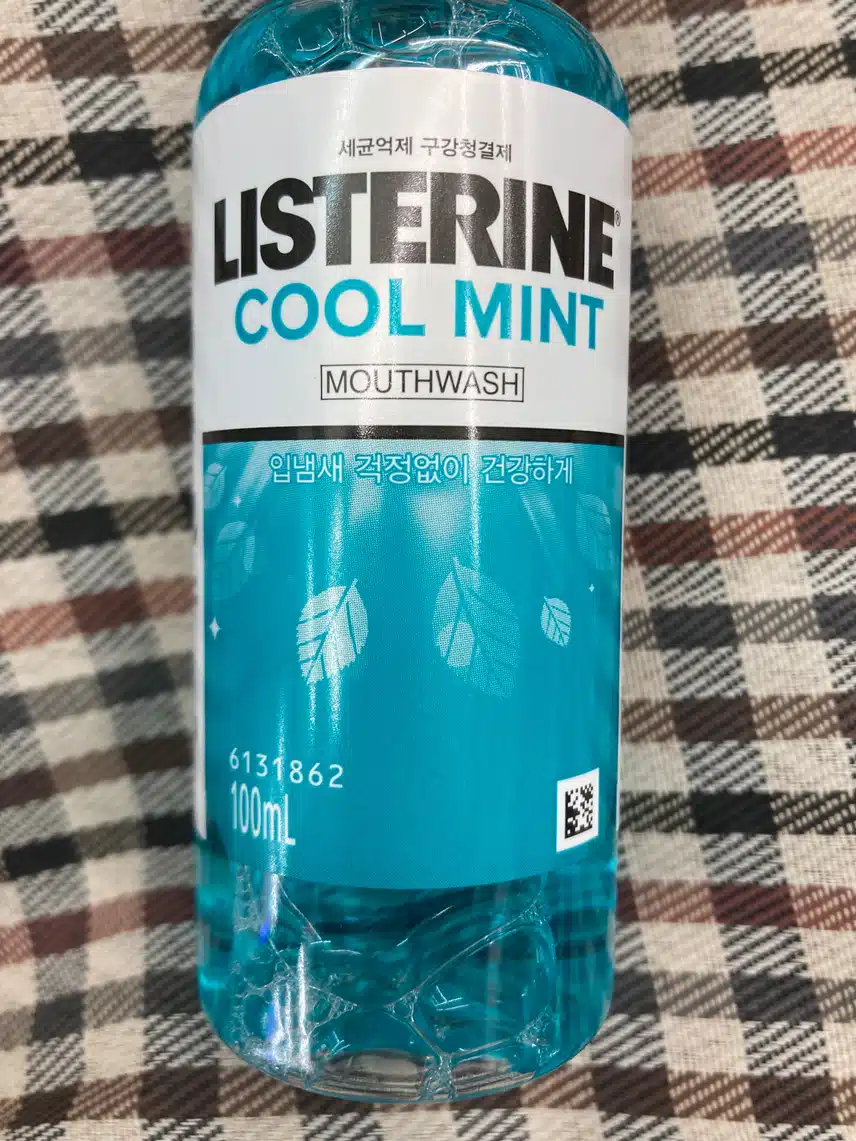 세균억제 구강청결제
LISTERINE®
COOL MINT
MOUTHWASH
입냄새 걱정없이 건강하게
6131862
100mL